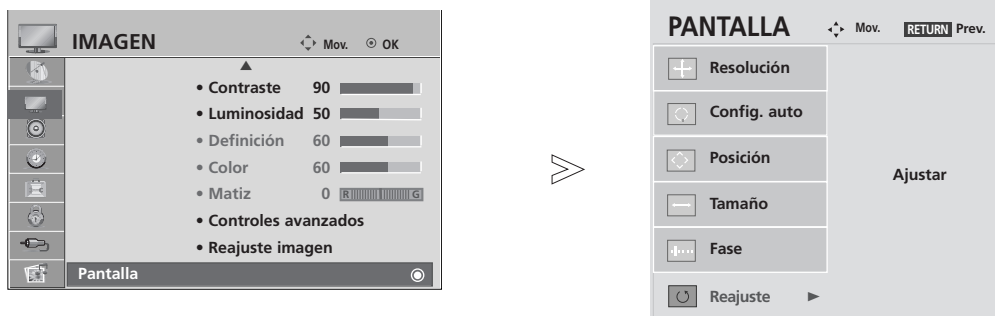 IMAGEN Mov. OK
• Contraste 90
• Luminosidad 50
• Definición 60
• Color 60
• Matiz 0 R G
• Controles avanzados
• Reajuste imagen
Pantalla
PANTALLA Mov. RETURN Prev.
Resolución
Config. auto
Posición
Ajustar
Tamaño
Fase
Reajuste